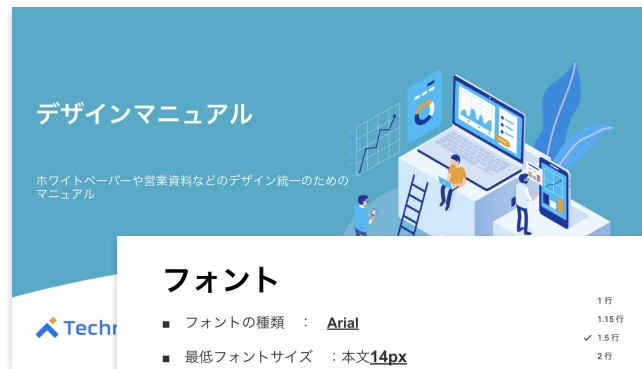 デザインマニュアル
ホワイトペーパーや営業資料などのデザイン統一のための
マニュアル
フォント
■ フォントの種類 : Arial
■ 最低フォントサイズ :本文14px
1 行
1.15 行
✓ 1.5 行
2 行